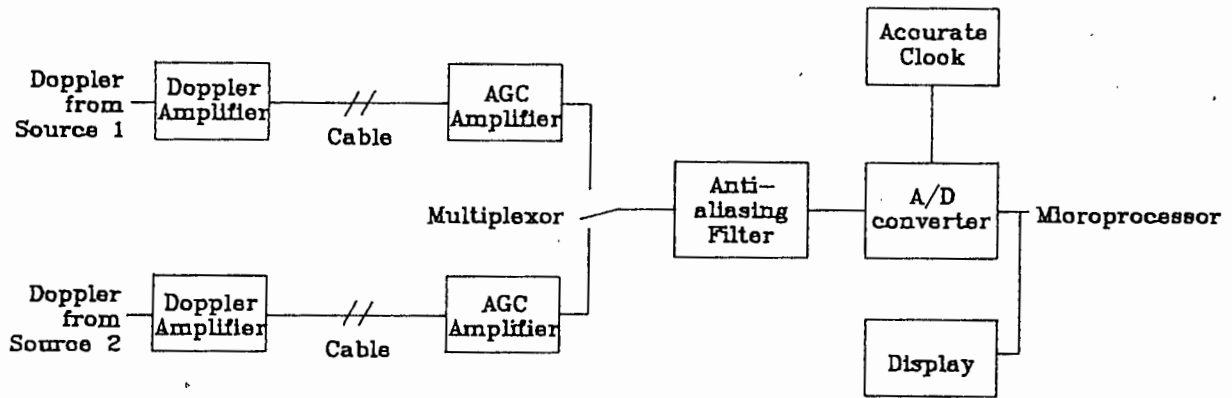 Accurate
Clook
Doppler
from
Source 1
Doppler
Amplifier
Cable
AGC
Amplifier
Multiplexor
Anti-
aliasing
Filter
A/D
converter
Microprocessor
Doppler
from
Source 2
Doppler
Amplifier
Cable
AGC
Amplifier
Display